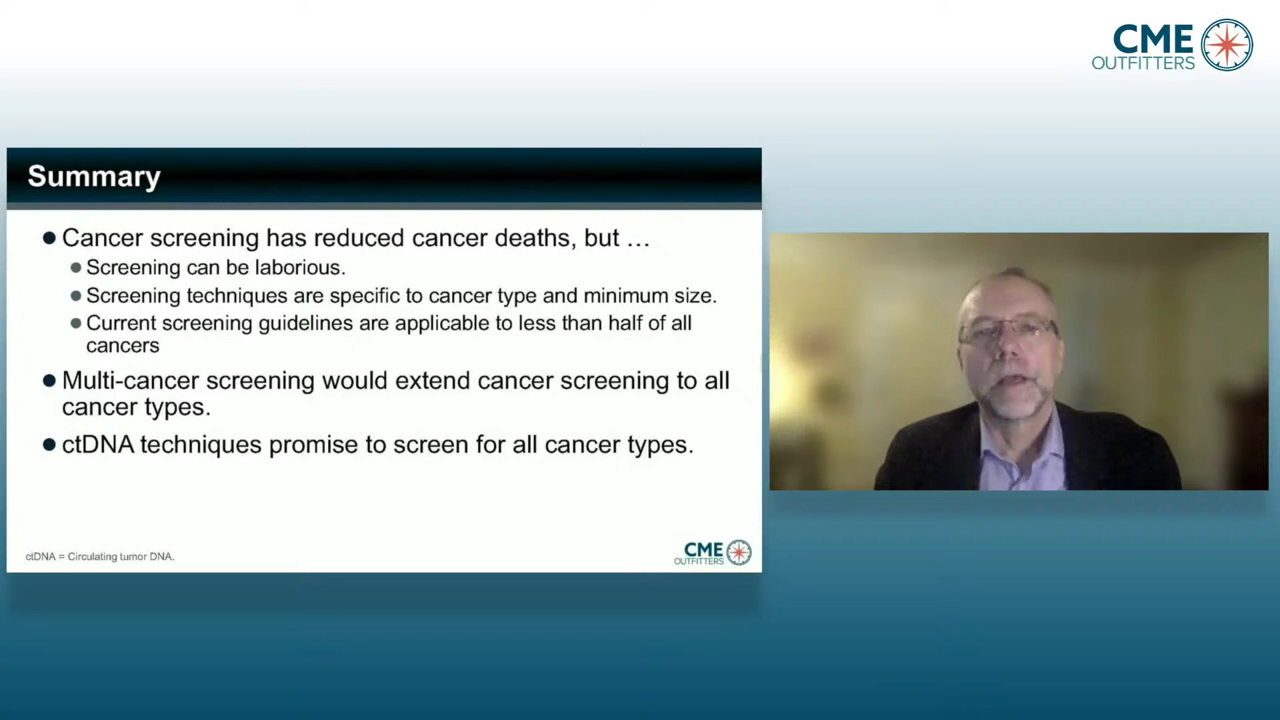 CME
OUTFITTERS
Summary
Cancer screening has reduced cancer deaths, but …
Screening can be laborious.
Screening techniques are specific to cancer type and minimum size.
Current screening guidelines are applicable to less than half of all
cancers
Multi-cancer screening would extend cancer screening to all
cancer types.
ctDNA techniques promise to screen for all cancer types.
ctDNA = Circulating tumor DNA.
CME
OUTFITTERS